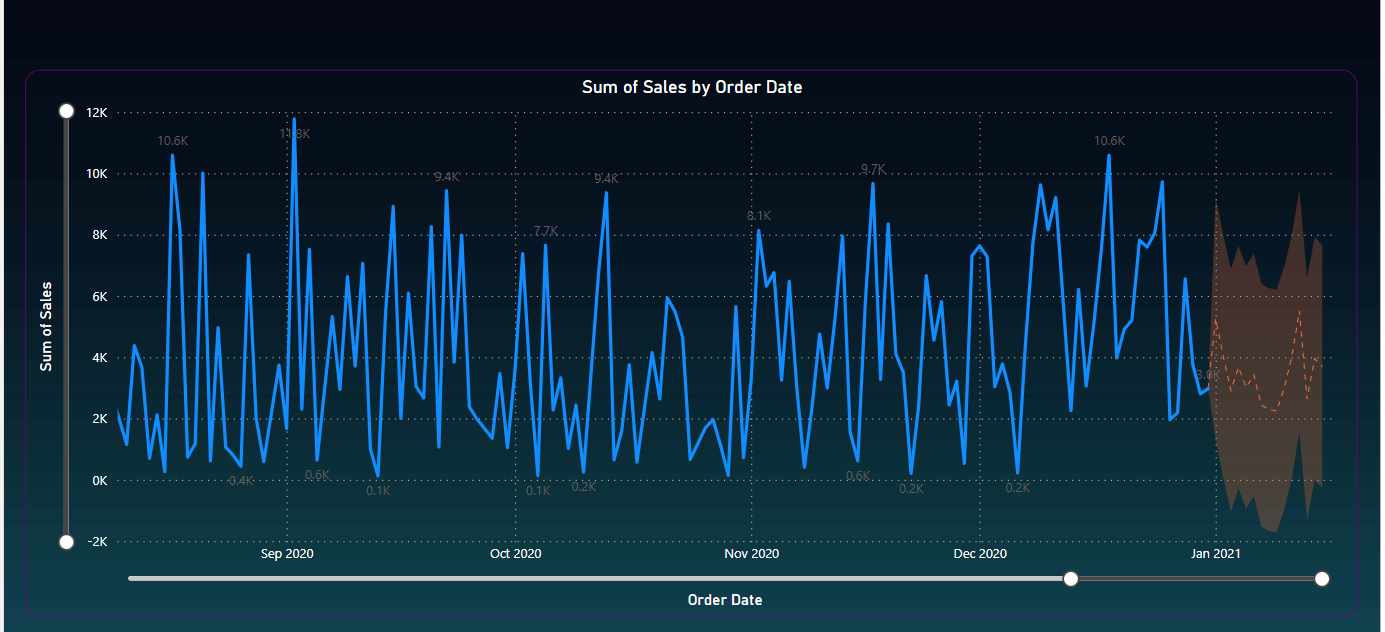 Sum of Sales by Order Date
12K
10K
8K
6K
4K
2K
0K
-2K
Sum of Sales
10.6K
11.8K
9.4K
7.7K
9.4K
8.1K
9.7K
10.6K
3.0K
0.4K
0.6K
0.1K
0.1K
0.2K
0.6K
0.2K
0.2K
Sep 2020
Oct 2020
Nov 2020
Dec 2020
Jan 2021
Order Date